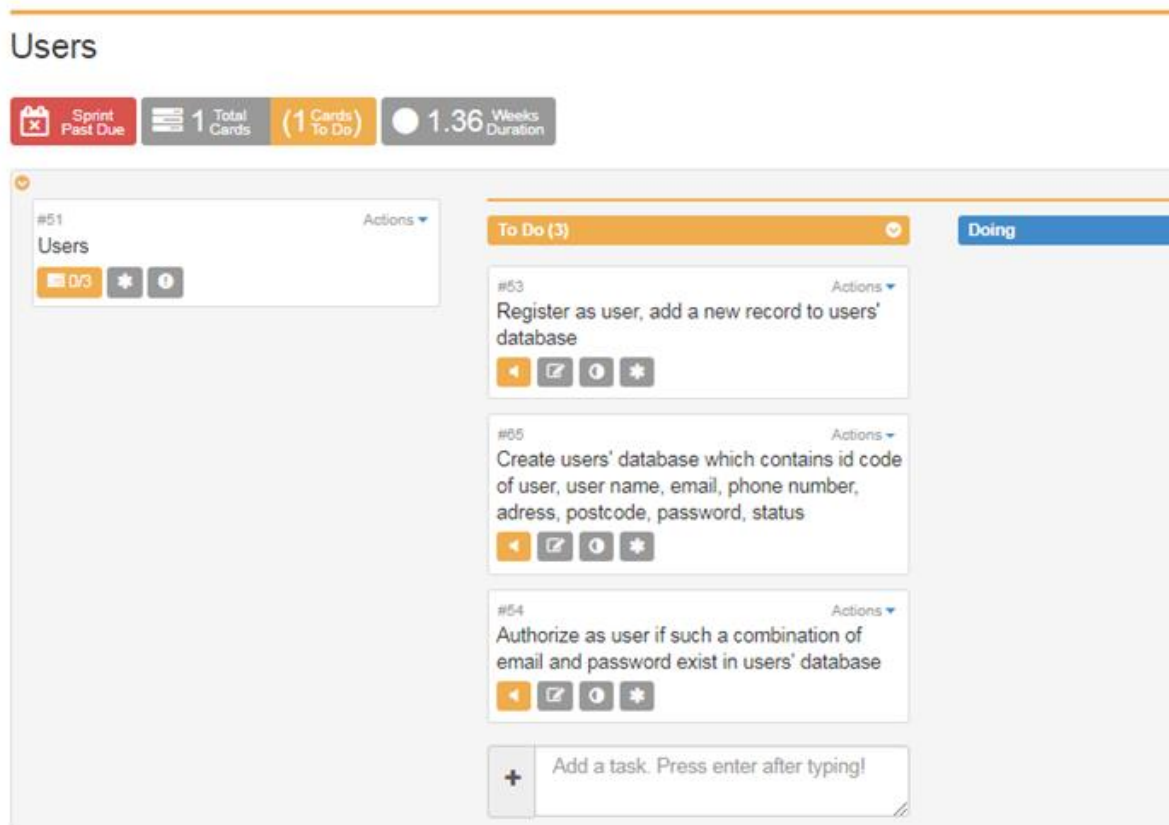 Users
Sprint
Past Due
1 Total
Cards
(1 Cards
To Do)
1.36 Weeks
Duration
#51 Actions
Users
0/3
To Do (3)
Doing
#53 Actions
Register as user, add a new record to users'
database
#65 Actions
Create users' database which contains id code
of user, user name, email, phone number,
adress, postcode, password, status
#54 Actions
Authorize as user if such a combination of
email and password exist in users' database
+ Add a task. Press enter after typing!